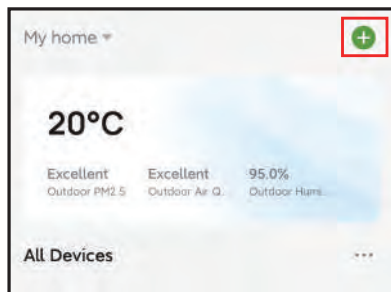 My home
20°C
Excellent Excellent 95.0%
Outdoor PM2.5 Outdoor Air Q... Outdoor Humi...
All Devices